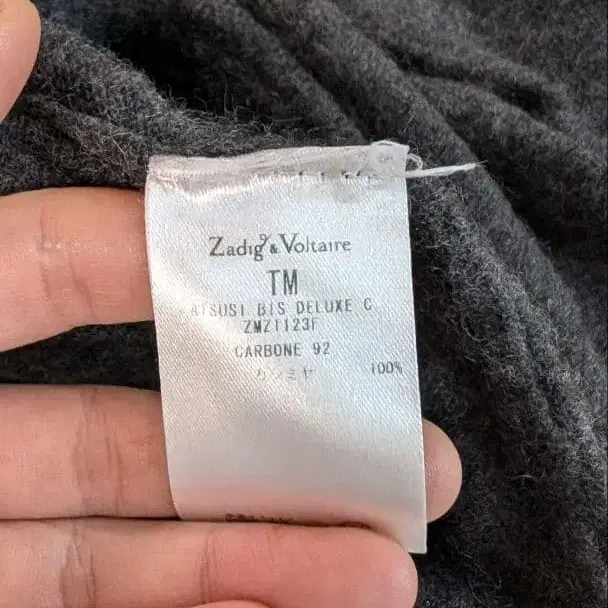 Zadig & Voltaire
TM
ATSUSI BIS DELUXE C
ZMZ1123F
CARBONE 92
カシミヤ 100%